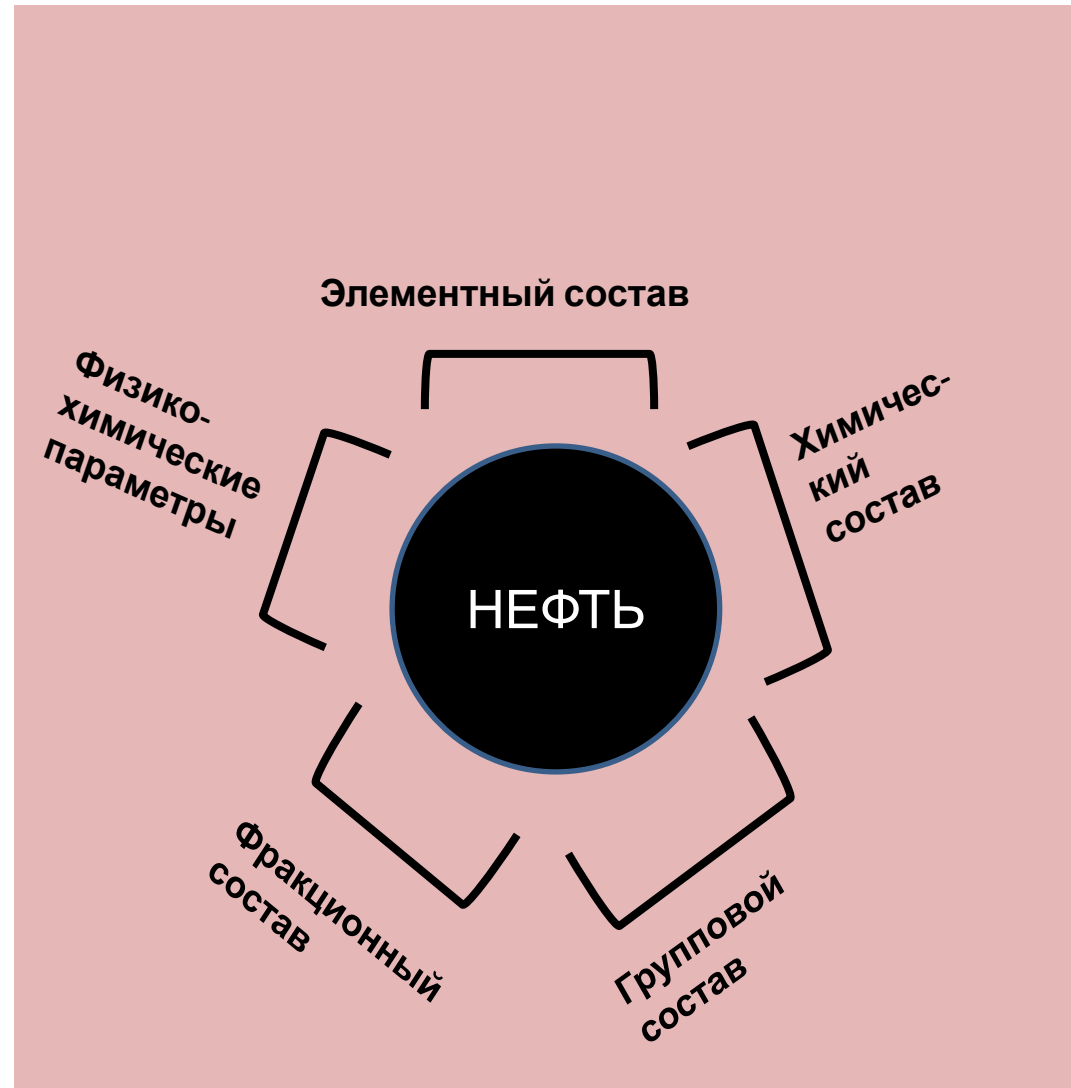 Элементный состав
Физико-
химические
параметры
Химичес-
кий
состав
НЕФТЬ
Фракционный
состав
Групповой
состав